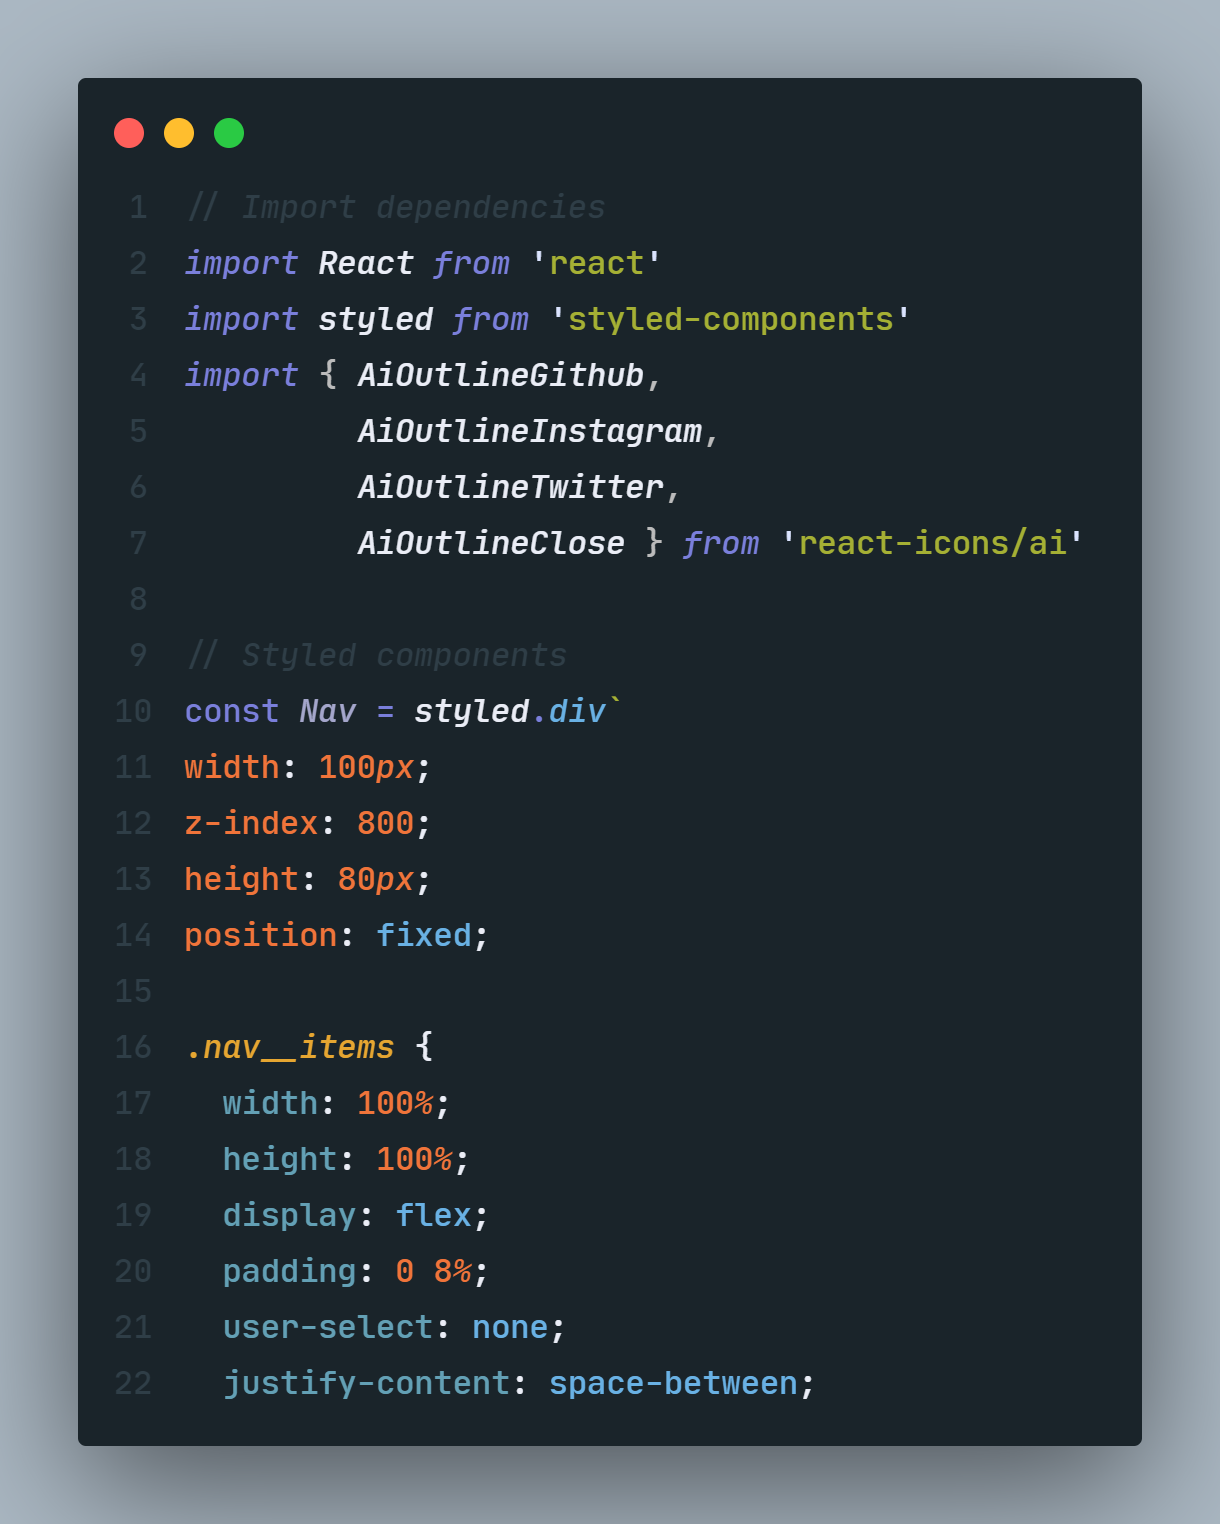 1 // Import dependencies
2 import React from 'react'
3 import styled from 'styled-components'
4 import { AiOutlineGithub,
5          AiOutlineInstagram,
6          AiOutlineTwitter,
7          AiOutlineClose } from 'react-icons/ai'
8
9 // Styled components
10 const Nav = styled.div`
11 width: 100px;
12 z-index: 800;
13 height: 80px;
14 position: fixed;
15
16 .nav__items {
17   width: 100%;
18   height: 100%;
19   display: flex;
20   padding: 0 8%;
21   user-select: none;
22   justify-content: space-between;